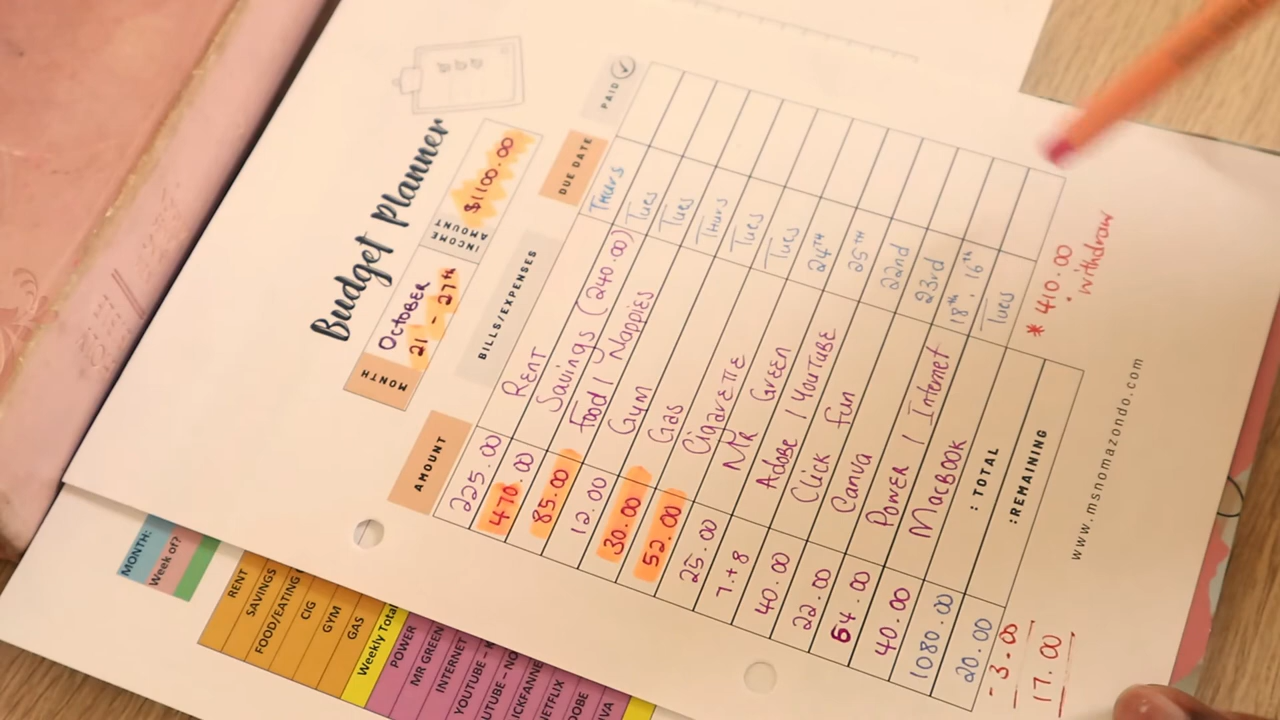 Budget Planner
MONTH OCTOBER 21 - 27th
INCOME AMOUNT $1100.00
AMOUNT BILLS/EXPENSES DUE DATE PAID
225.00 RENT THURS
470.00 Savings (240.00) Tues
85.00 Food / Nappies Tues
12.00 GYM THURS
30.00 Gas Tues
52.00 CigareTTE Tues
25.00 MR GREEN 24TH
7.+8 Adobe / YOUTUBE 25TH
40.00 Click fun 22nd
22.00 Canva 23rd
54.00 POWER / Internet 18th. 16th
40.00 MacBOOK Tues
1080.00 : TOTAL
20.00 :REMAINING
- 3.00
17.00
* 410.00
withdraw
www.msnomazondo.com
MONTH:
Week of?
RENT
SAVINGS
FOOD/EATING
CIG
GYM
GAS
Weekly Total
POWER
MR GREEN
INTERNET